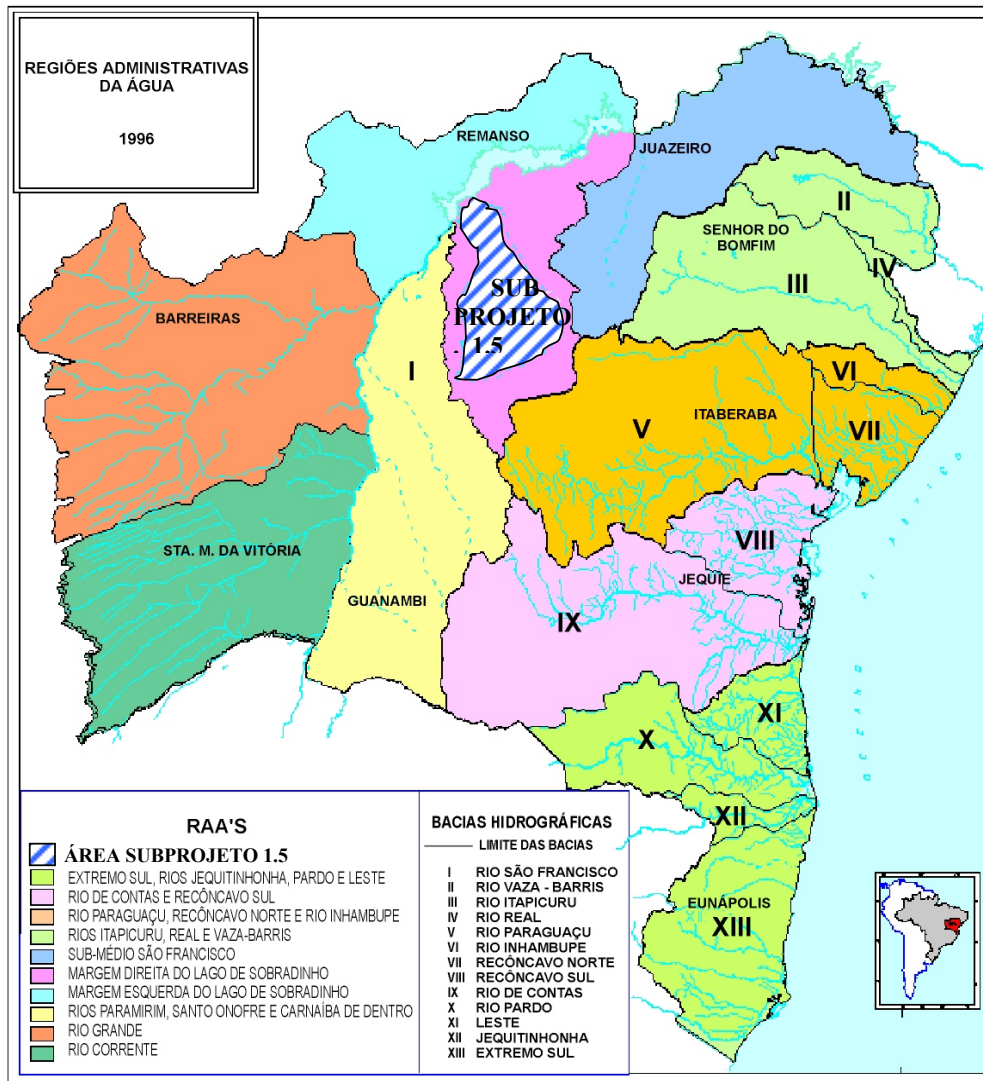 REGIÕES ADMINISTRATIVAS
DA ÁGUA
1996
REMANSO
JUAZEIRO
II
SENHOR DO
BOMFIM
IV
III
SUB
PROJETO
1.5
BARREIRAS
I
VI
ITABERABA
V
VII
STA. M. DA VITÓRIA
VIII
JEQUIE
GUANAMBI
IX
XI
X
XII
EUNÁPOLIS
XIII
OCEANO
RAA'S
ÁREA SUBPROJETO 1.5
EXTREMO SUL, RIOS JEQUITINHONHA, PARDO E LESTE
RIO DE CONTAS E RECÔNCAVO SUL
RIO PARAGUAÇU, RECÔNCAVO NORTE E RIO INHAMBUPE
RIOS ITAPICURU, REAL E VAZA-BARRIS
SUB-MÉDIO SÃO FRANCISCO
MARGEM DIREITA DO LAGO DE SOBRADINHO
MARGEM ESQUERDA DO LAGO DE SOBRADINHO
RIOS PARAMIRIM, SANTO ONOFRE E CARNAÍBA DE DENTRO
RIO GRANDE
RIO CORRENTE
BACIAS HIDROGRÁFICAS
LIMITE DAS BACIAS
I RIO SÃO FRANCISCO
II RIO VAZA - BARRIS
III RIO ITAPICURU
IV RIO REAL
V RIO PARAGUAÇU
VI RIO INHAMBUPE
VII RECÔNCAVO NORTE
VIII RECÔNCAVO SUL
IX RIO DE CONTAS
X RIO PARDO
XI LESTE
XII JEQUITINHONHA
XIII EXTREMO SUL